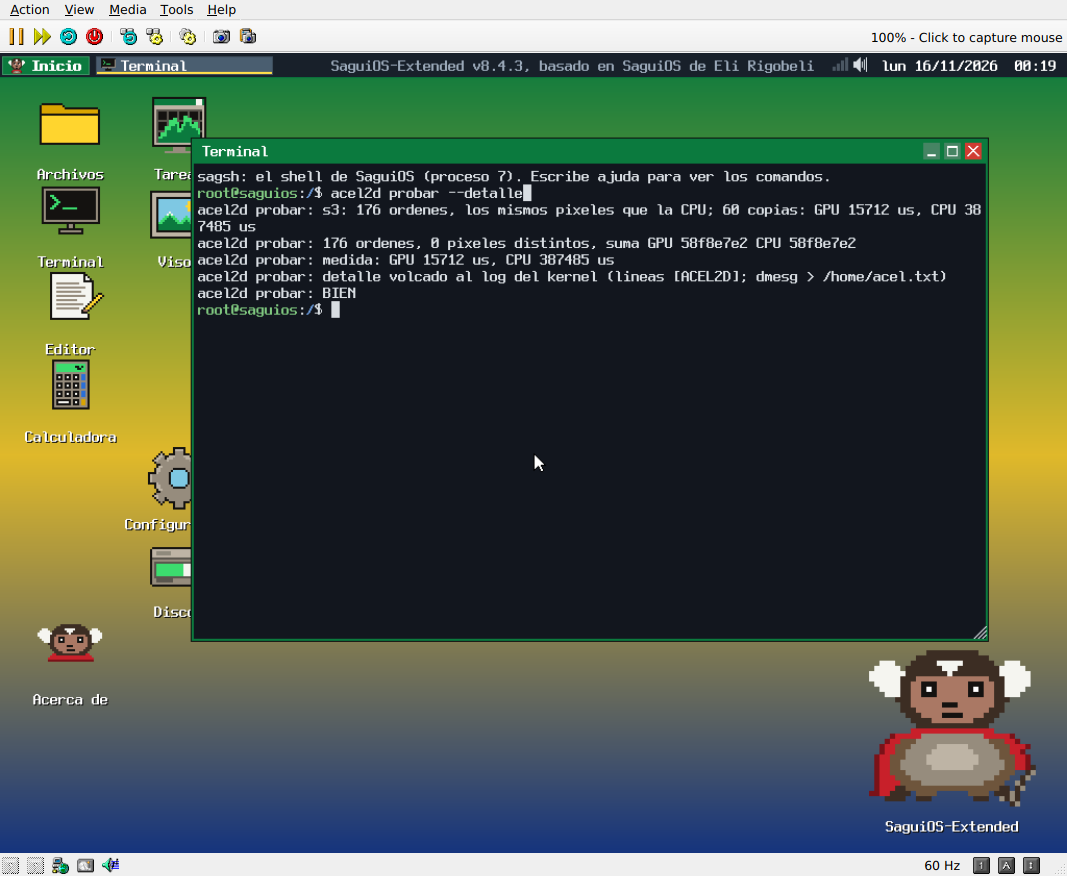 Action View Media Tools Help
100% - Click to capture mouse
Inicio Terminal SaguiOS-Extended v8.4.3, basado en SaguiOS de Eli Rigobeli lun 16/11/2026 00:19
Archivos
Terminal
Editor
Calculadora
Acerca de
Tarea
Viso
Configur
Disco
Terminal
sagsh: el shell de SaguiOS (proceso 7). Escribe ajuda para ver los comandos.
root@saguios:/$ acel2d probar --detalle
acel2d probar: s3: 176 ordenes, los mismos pixeles que la CPU; 60 copias: GPU 15712 us, CPU 38
7485 us
acel2d probar: 176 ordenes, 0 pixeles distintos, suma GPU 58f8e7e2 CPU 58f8e7e2
acel2d probar: medida: GPU 15712 us, CPU 387485 us
acel2d probar: detalle volcado al log del kernel (lineas [ACEL2D]; dmesg > /home/acel.txt)
acel2d probar: BIEN
root@saguios:/$
SaguiOS-Extended
60 Hz